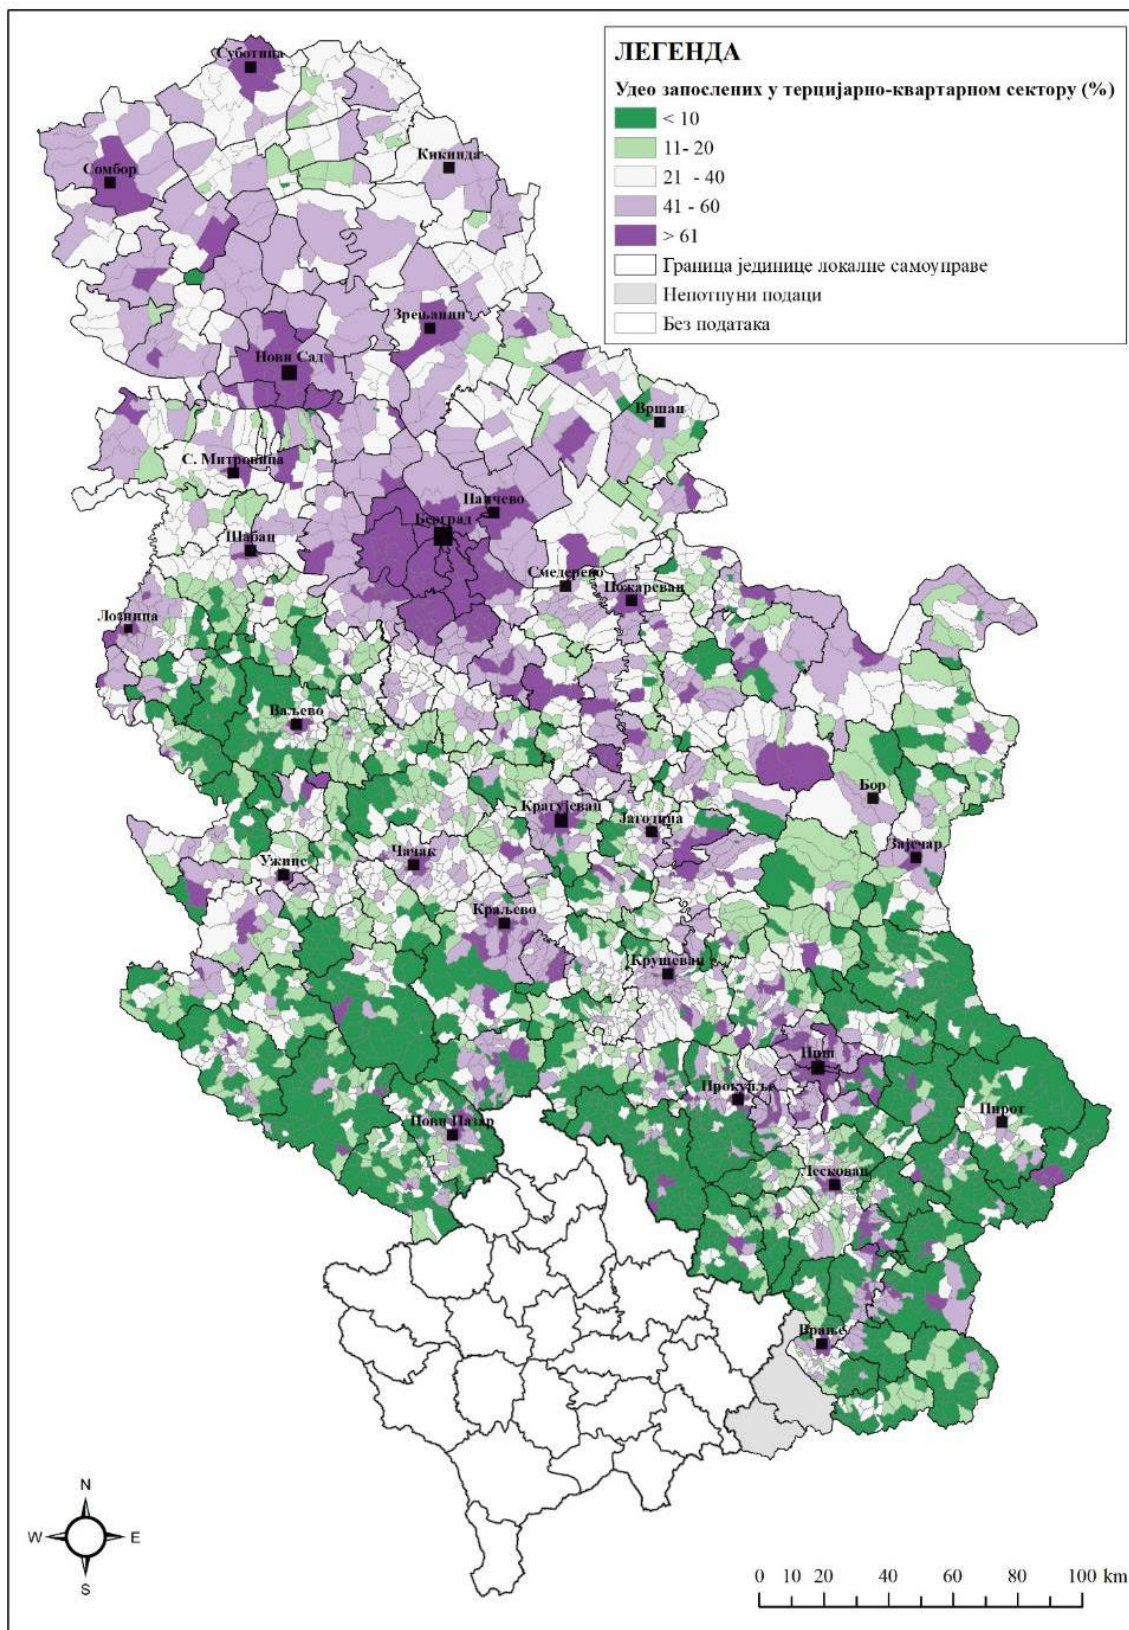 ЛЕГЕНДА
Удео запослених у терцијарно-квартарном сектору (%)
< 10
11- 20
21 - 40
41 - 60
> 61
Граница јединице локалне самоуправе
Непотпуни подаци
Без података
Суботица
Сомбор
Кикинда
Зрењанин
Нови Сад
Вршац
С. Митровица
Панчево
Београд
Шабац
Смедерево
Пожаревац
Лозница
Ваљево
Бор
Крагујевац
Јагодина
Зајечар
Ужице
Чачак
Краљево
Крушевац
Ниш
Прокупље
Пирот
Нови Пазар
Лесковац
Врање
N
W E
S
0 10 20 40 60 80 100 km